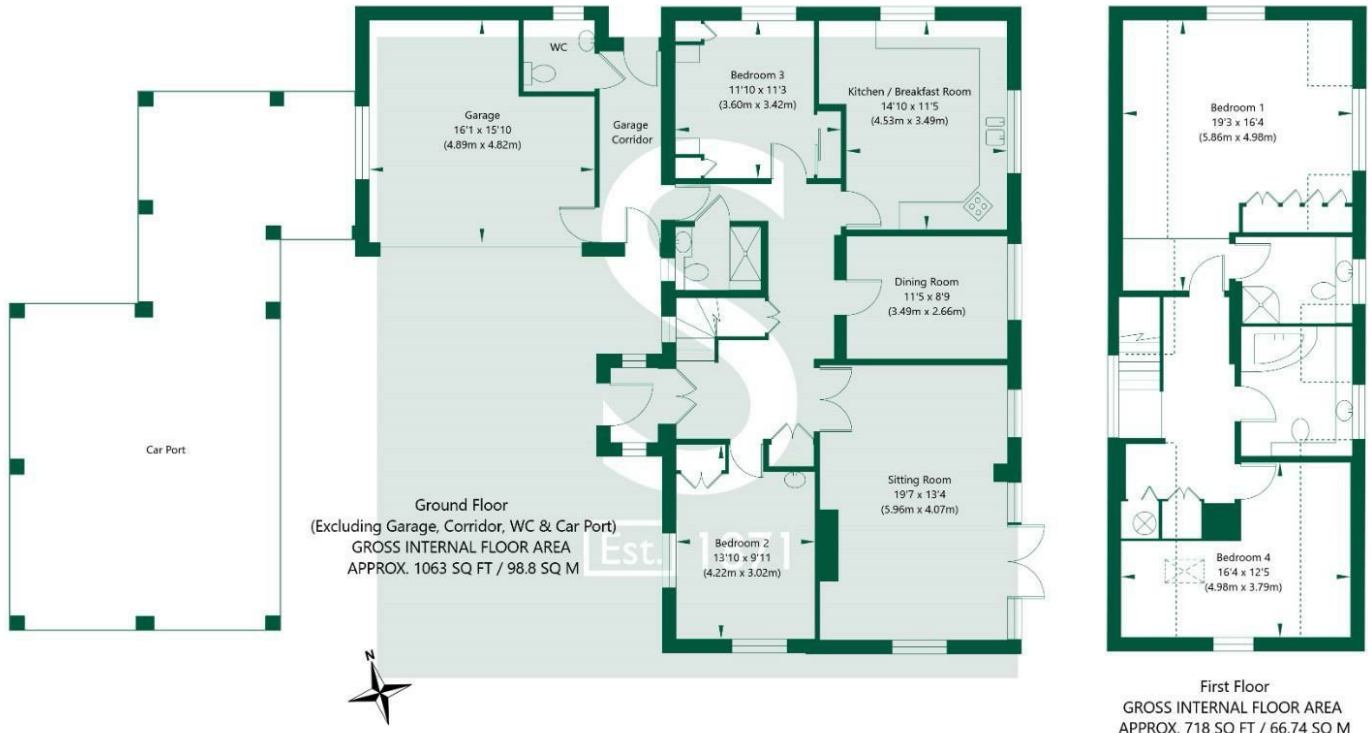 WC
Garage
16'1 x 15'10
(4.89m x 4.82m)
Garage
Corridor
Bedroom 3
11'10 x 11'3
(3.60m x 3.42m)
Kitchen / Breakfast Room
14'10 x 11'5
(4.53m x 3.49m)
Dining Room
11'5 x 8'9
(3.49m x 2.66m)
Car Port
Sitting Room
19'7 x 13'4
(5.96m x 4.07m)
Bedroom 2
13'10 x 9'11
(4.22m x 3.02m)
Ground Floor
(Excluding Garage, Corridor, WC & Car Port)
GROSS INTERNAL FLOOR AREA
APPROX. 1063 SQ FT / 98.8 SQ M
S
Est. 1871
N
Bedroom 1
19'3 x 16'4
(5.86m x 4.98m)
Bedroom 4
16'4 x 12'5
(4.98m x 3.79m)
First Floor
GROSS INTERNAL FLOOR AREA
APPROX. 718 SQ FT / 66.74 SQ M